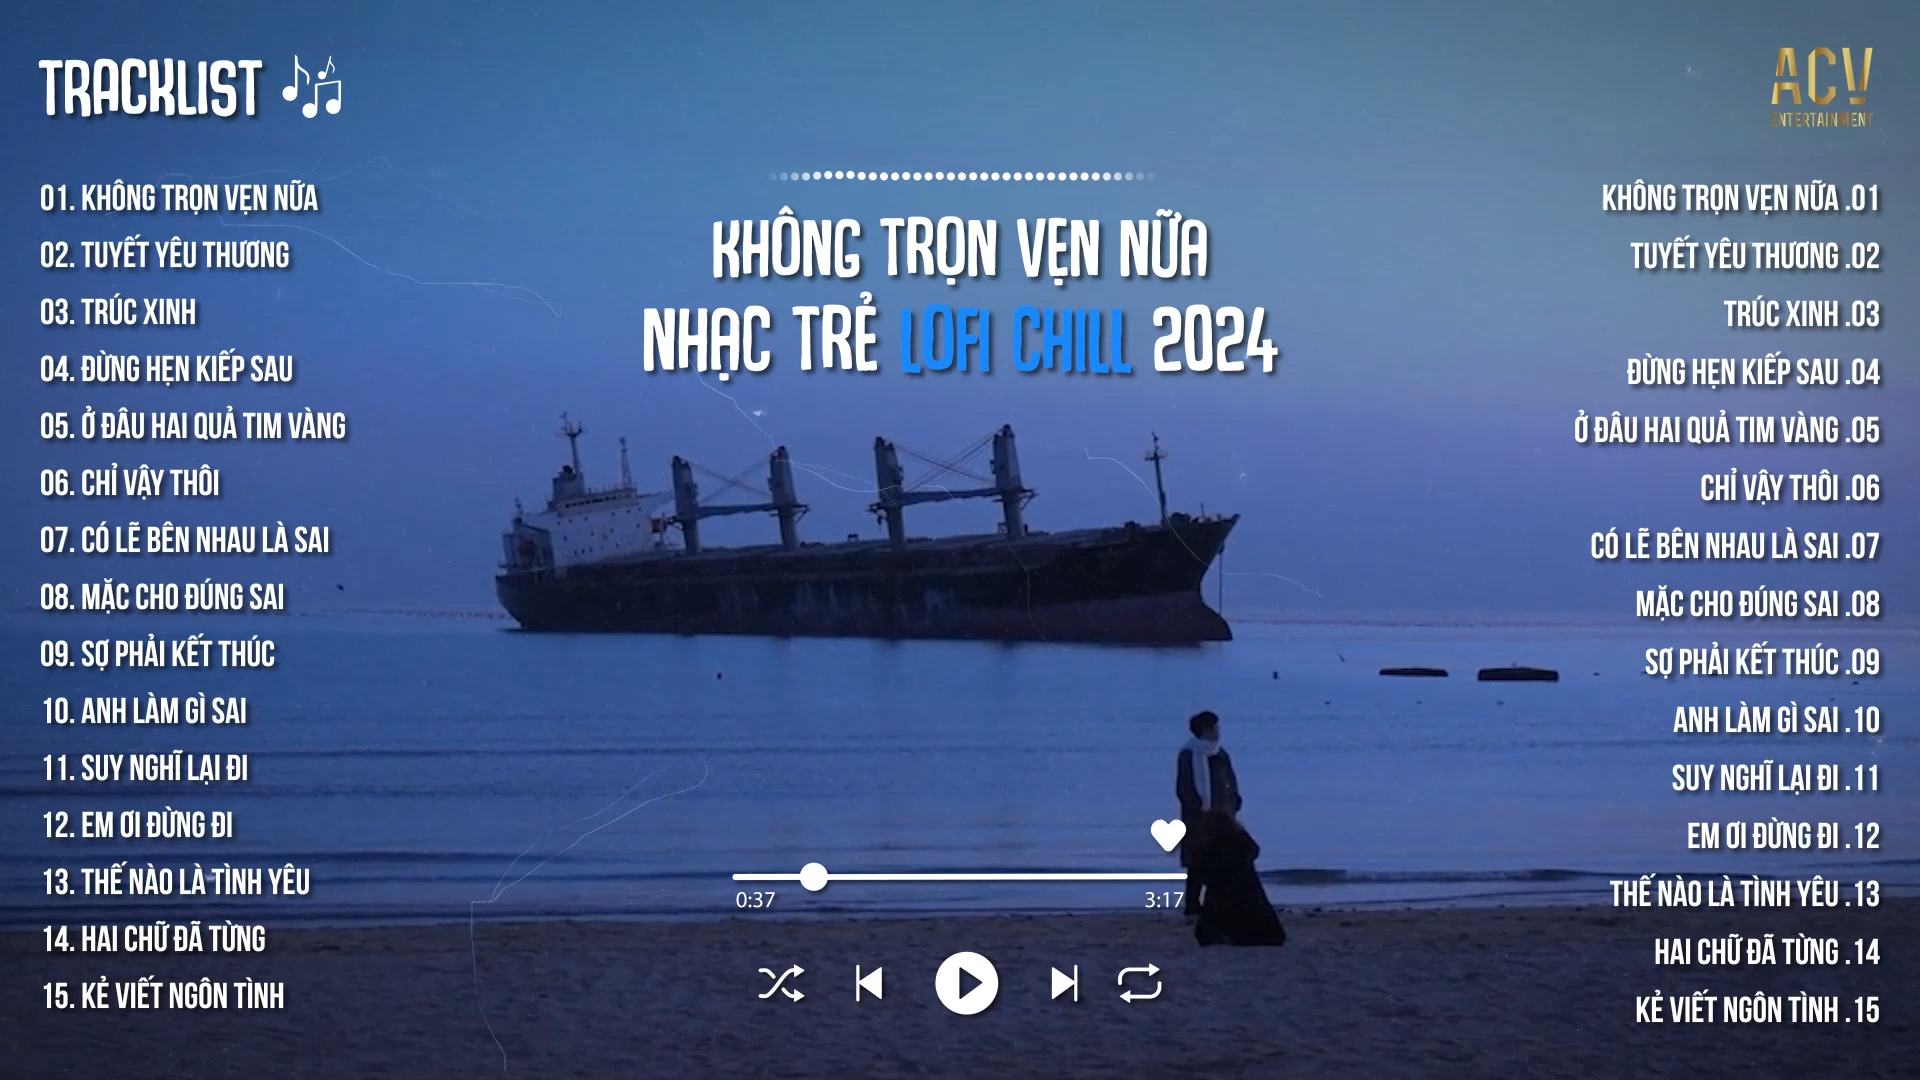 TRACKLIST
ACV
ENTERTAINMENT
01. KHÔNG TRỌN VẸN NỮA
02. TUYẾT YÊU THƯƠNG
03. TRÚC XINH
04. ĐỪNG HẸN KIẾP SAU
05. Ở ĐÂU HAI QUẢ TIM VÀNG
06. CHỈ VẬY THÔI
07. CÓ LẼ BÊN NHAU LÀ SAI
08. MẶC CHO ĐÚNG SAI
09. SỢ PHẢI KẾT THÚC
10. ANH LÀM GÌ SAI
11. SUY NGHĨ LẠI ĐI
12. EM ƠI ĐỪNG ĐI
13. THẾ NÀO LÀ TÌNH YÊU
14. HAI CHỮ ĐÃ TỪNG
15. KẺ VIẾT NGÔN TÌNH
KHÔNG TRỌN VẸN NỮA
NHẠC TRẺ LOFI CHILL 2024
0:37
3:17
KHÔNG TRỌN VẸN NỮA .01
TUYẾT YÊU THƯƠNG .02
TRÚC XINH .03
ĐỪNG HẸN KIẾP SAU .04
Ở ĐÂU HAI QUẢ TIM VÀNG .05
CHỈ VẬY THÔI .06
CÓ LẼ BÊN NHAU LÀ SAI .07
MẶC CHO ĐÚNG SAI .08
SỢ PHẢI KẾT THÚC .09
ANH LÀM GÌ SAI .10
SUY NGHĨ LẠI ĐI .11
EM ƠI ĐỪNG ĐI .12
THẾ NÀO LÀ TÌNH YÊU .13
HAI CHỮ ĐÃ TỪNG .14
KẺ VIẾT NGÔN TÌNH .15